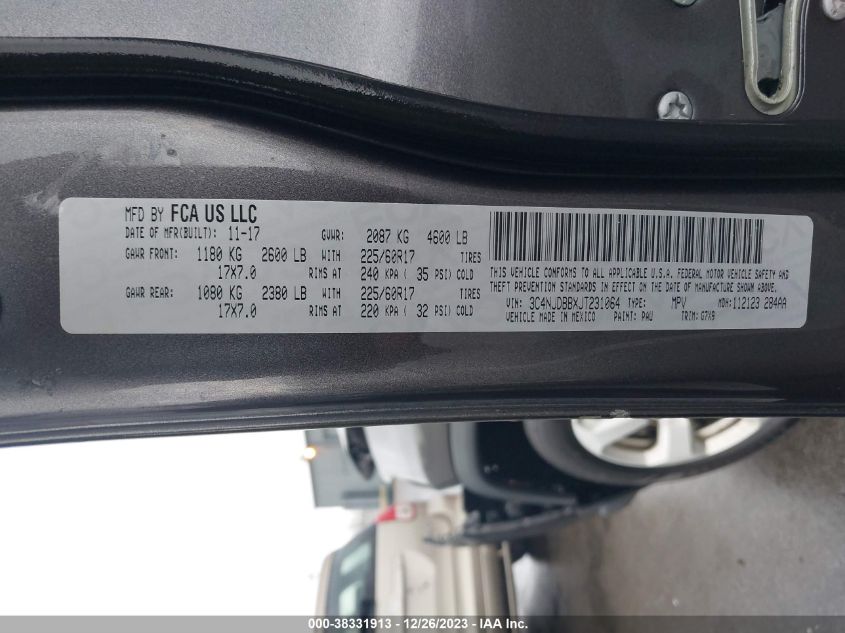 MFD BY FCA US LLC
DATE OF MFR(BUILT): 11-17 GVWR: 2087 KG 4600 LB
GAWR FRONT: 1180 KG 2600 LB WITH 225/60R17 TIRES
17X7.0 RIMS AT 240 KPA ( 35 PSI) COLD
GAWR REAR: 1080 KG 2380 LB WITH 225/60R17 TIRES
17X7.0 RIMS AT 220 KPA ( 32 PSI) COLD
THIS VEHICLE CONFORMS TO ALL APPLICABLE U.S.A. FEDERAL MOTOR VEHICLE SAFETY AND
THEFT PREVENTION STANDARDS IN EFFECT ON THE DATE OF MANUFACTURE SHOWN ABOVE.
VIN: 3C4NJDBBXJT231064 TYPE: MPV MDH: 112123 284AA
VEHICLE MADE IN MEXICO PAINT: PAU TRIM: G7X9
000-38331913 - 12/26/2023 - © IAA Inc.